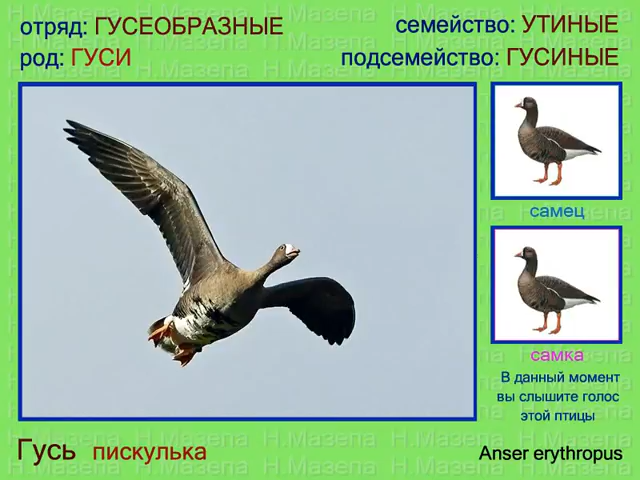 отряд: ГУСЕОБРАЗНЫЕ
семейство: УТИНЫЕ
род: ГУСИ
подсемейство: ГУСИНЫЕ
самец
самка
В данный момент
вы слышите голос
этой птицы
Гусь пискулька
Anser erythropus
Н.Мазепа